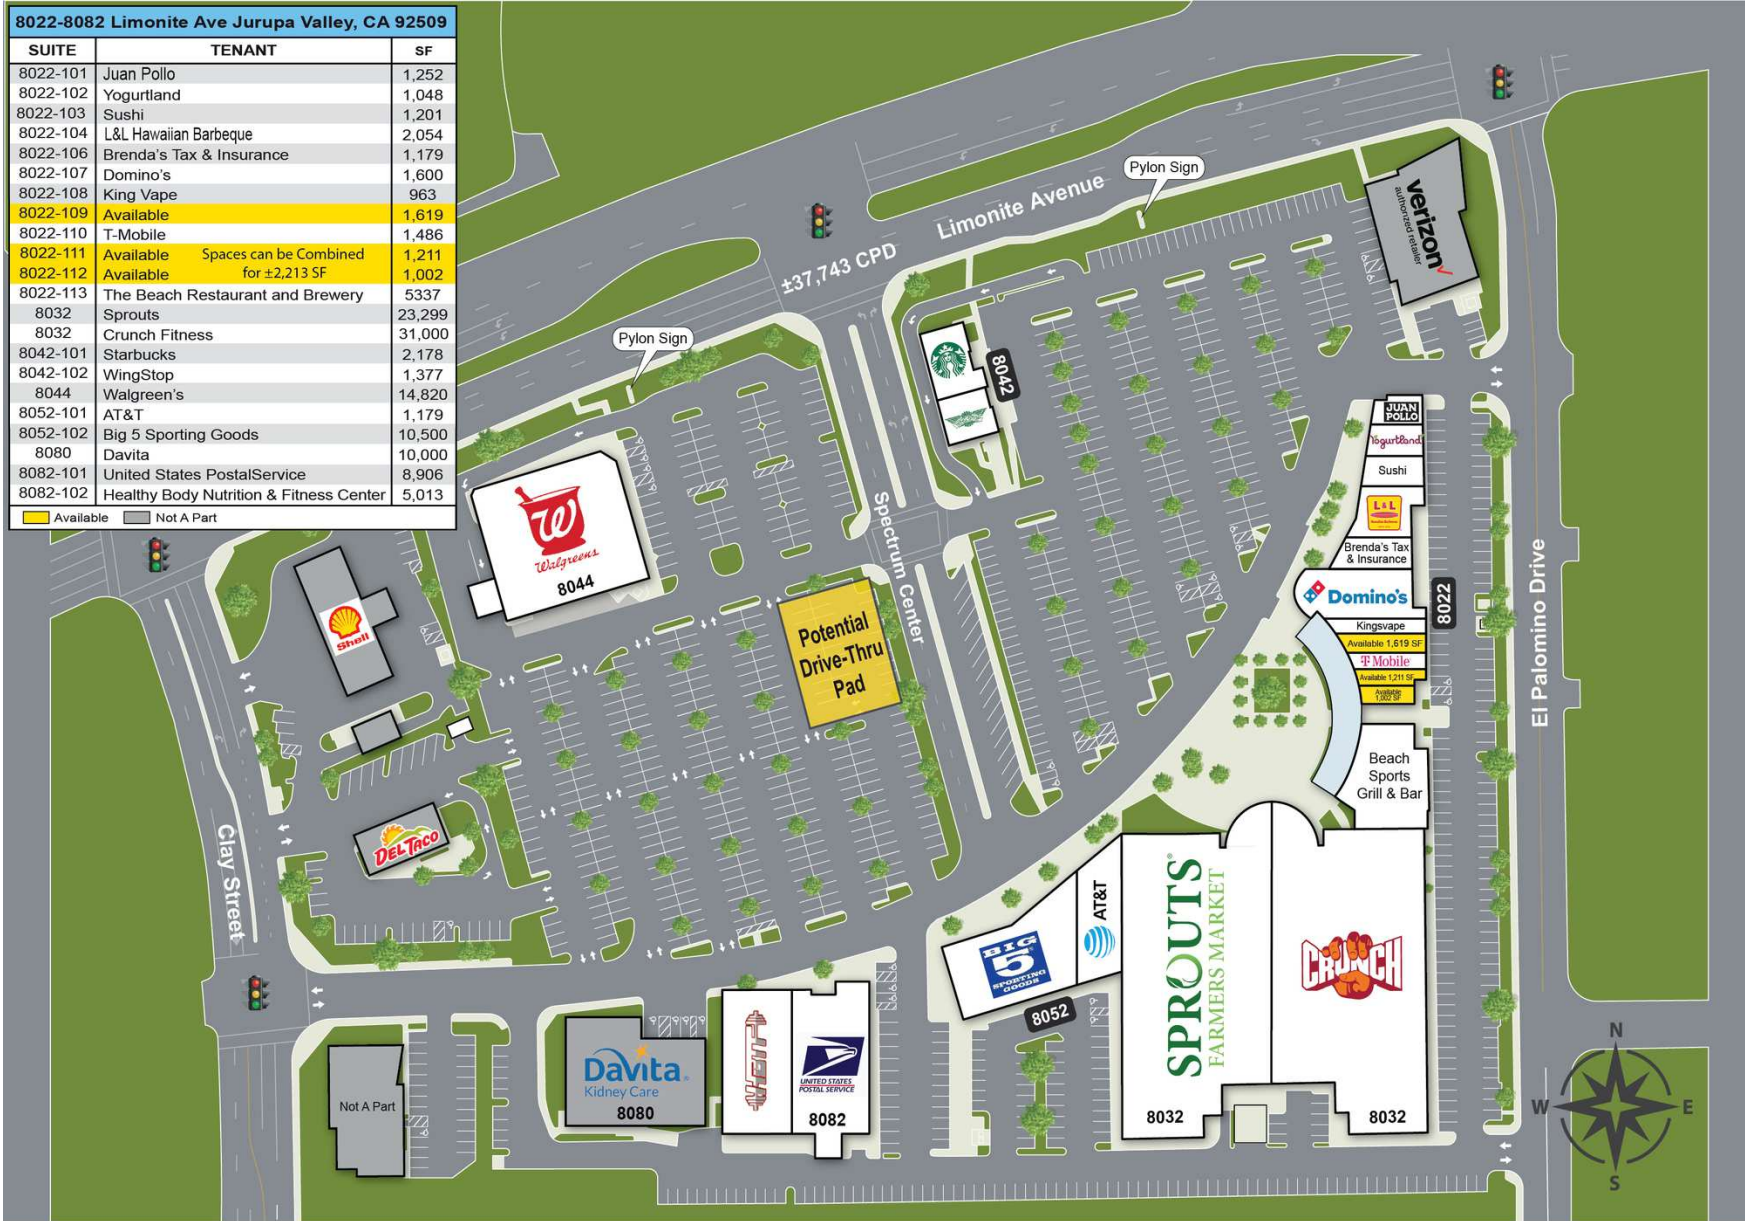 8022-8082 Limonite Ave Jurupa Valley, CA 92509
SUITE TENANT SF
8022-101 Juan Pollo 1,252
8022-102 Yogurtland 1,048
8022-103 Sushi 1,201
8022-104 L&L Hawaiian Barbeque 2,054
8022-106 Brenda's Tax & Insurance 1,179
8022-107 Domino's 1,600
8022-108 King Vape 963
8022-109 Available 1,619
8022-110 T-Mobile 1,486
8022-111 Available Spaces can be Combined 1,211
8022-112 Available for ±2,213 SF 1,002
8022-113 The Beach Restaurant and Brewery 5337
8032 Sprouts 23,299
8032 Crunch Fitness 31,000
8042-101 Starbucks 2,178
8042-102 WingStop 1,377
8044 Walgreen's 14,820
8052-101 AT&T 1,179
8052-102 Big 5 Sporting Goods 10,500
8080 Davita 10,000
8082-101 United States PostalService 8,906
8082-102 Healthy Body Nutrition & Fitness Center 5,013
Available Not A Part
Pylon Sign
Limonite Avenue
±37,743 CPD
verizon
authorized retailer
Pylon Sign
8042
JUAN
POLLO
Yogurtland
Sushi
L&L
Brenda's Tax
& Insurance
Domino's
Kingsvape
Available 1,619 SF
T Mobile
Available 1,211 SF
Available
1,002 SF
8022
El Palomino Drive
Beach
Sports
Grill & Bar
W
Walgreens
8044
Spectrum Center
Potential
Drive-Thru
Pad
Shell
DEL TACO
Clay Street
BIG
5
SPORTING
GOODS
AT&T
8052
SPROUTS
FARMERS MARKET
8032
CRUNCH
8032
Not A Part
DaVita
Kidney Care
8080
UNITED STATES
POSTAL SERVICE
8082
N
W E
S